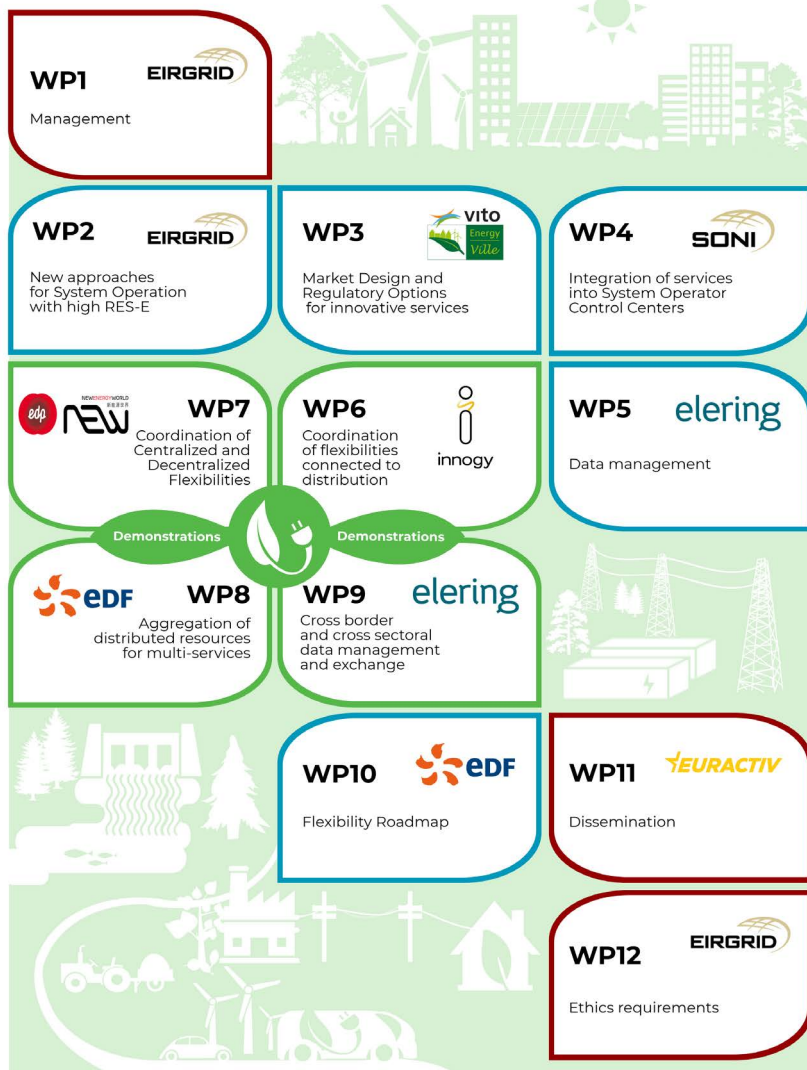 WP1
EIRGRID
Management
WP2
EIRGRID
New approaches
for System Operation
with high RES-E
WP3
vito
Energy
Ville
Market Design and
Regulatory Options
for innovative services
WP4
SONI
Integration of services
into System Operator
Control Centers
edp
NEWENERGYWORLD
NEW
WP7
Coordination of
Centralized and
Decentralized
Flexibilities
WP6
innogy
Coordination
of flexibilities
connected to
distribution
WP5
elering
Data management
Demonstrations
Demonstrations
eDF
WP8
Aggregation of
distributed resources
for multi-services
WP9
elering
Cross border
and cross sectoral
data management
and exchange
WP10
eDF
Flexibility Roadmap
WP11
EURACTIV
Dissemination
WP12
EIRGRID
Ethics requirements